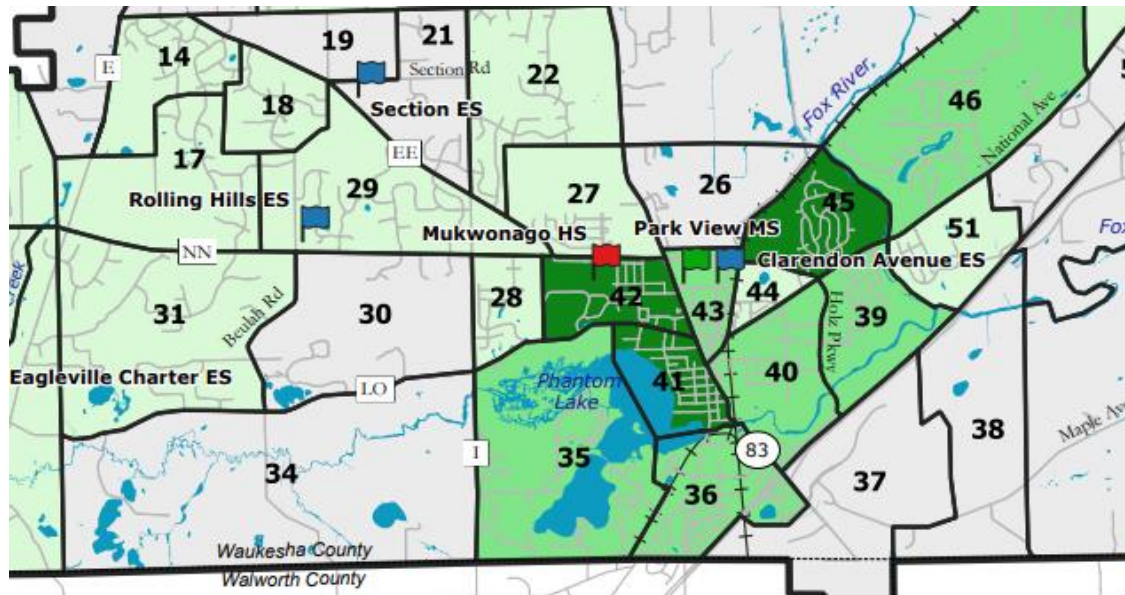 19
21
14
E
Section Rd
22
Fox River
46
18
Section ES
National Ave
EE
17
29
27
26
45
Rolling Hills ES
Park View MS
51
Mukwonago HS
Clarendon Avenue ES
NN
44
28
42
43
Creek
31
Beulah Rd
30
Holz Pkwy
39
Eagleville Charter ES
LO
Phantom
Lake
41
40
38
Maple Ave
35
I
83
34
36
37
Waukesha County
Walworth County